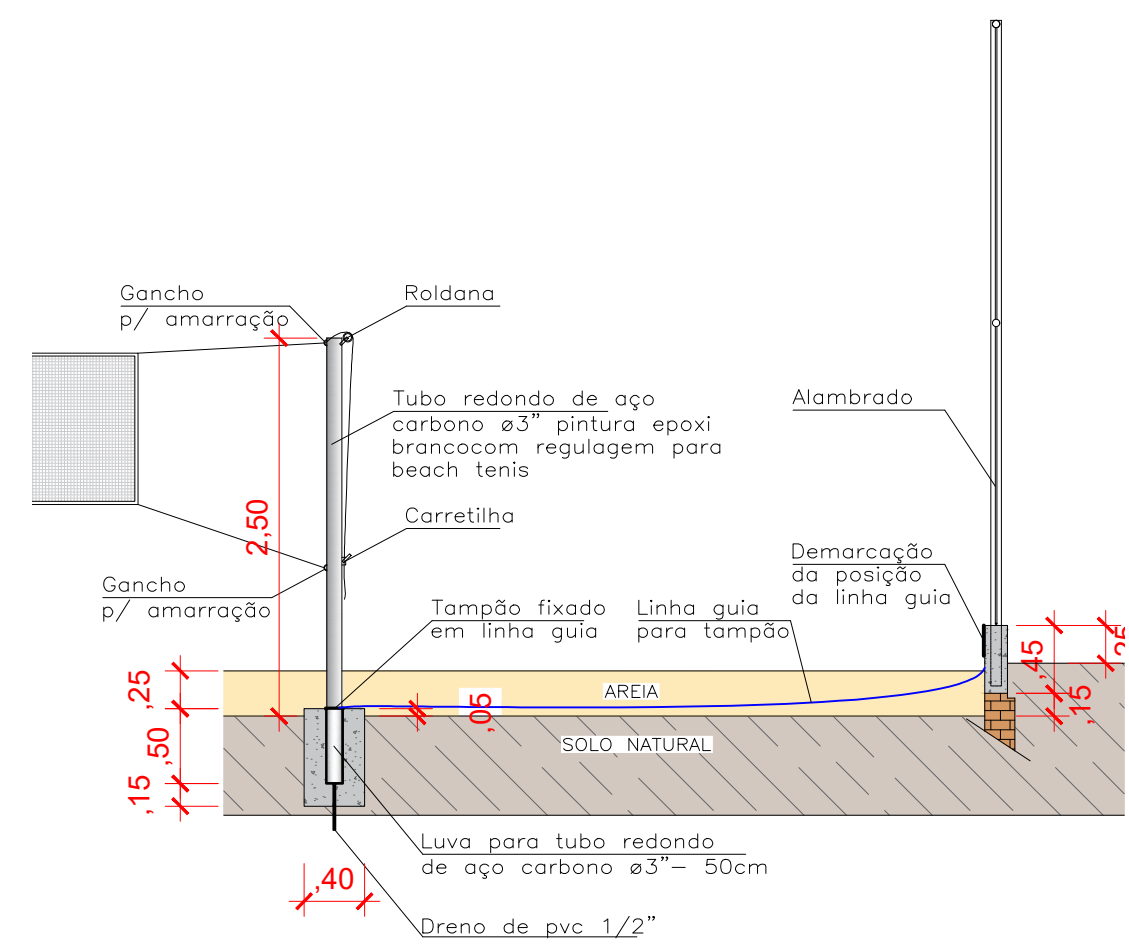 Gancho
p/ amarração
Roldana
Tubo redondo de aço
carbono ø3” pintura epoxi
brancocom regulagem para
beach tenis
Alambrado
2,50
Carretilha
Gancho
p/ amarração
Demarcação
da posição
da linha guia
Tampão fixado
em linha guia
Linha guia
para tampão
,25
,45
,25
AREIA
,05
,15
,50
SOLO NATURAL
,15
Luva para tubo redondo
de aço carbono ø3”– 50cm
,40
Dreno de pvc 1/2”